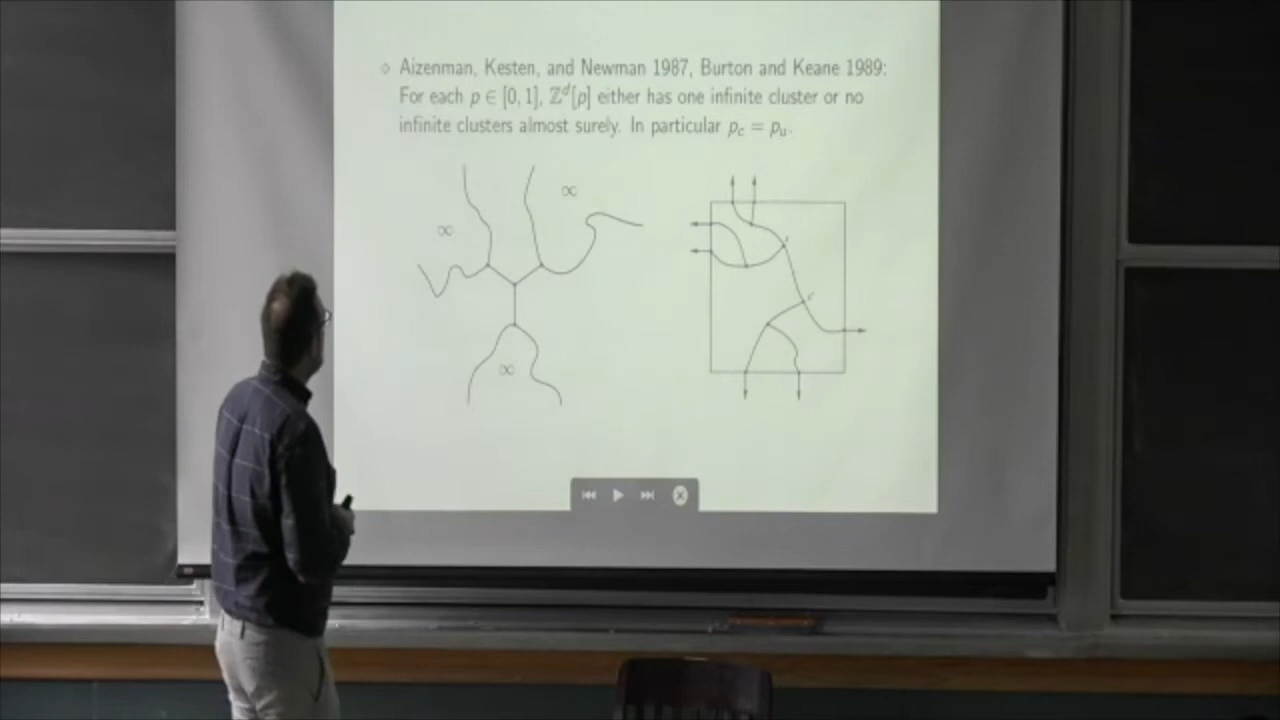 ◇ Aizenman, Kesten, and Newman 1987, Burton and Keane 1989:
For each p ∈ [0, 1], ℤᵈ[p] either has one infinite cluster or no
infinite clusters almost surely. In particular p_c = p_u.
∞
∞
∞